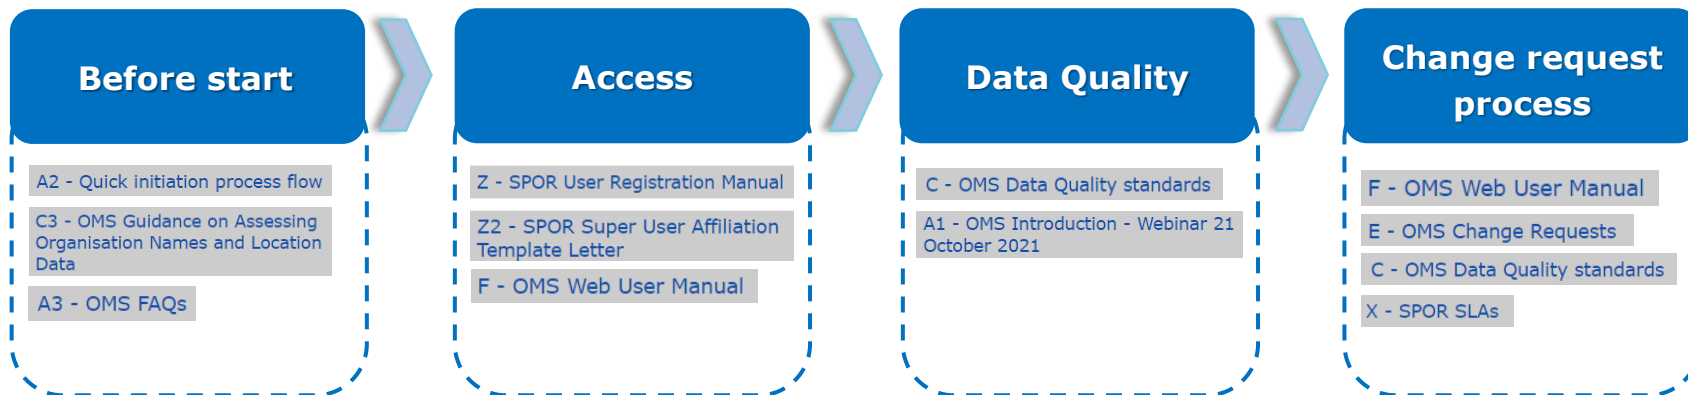 Before start
A2 - Quick initiation process flow
C3 - OMS Guidance on Assessing
Organisation Names and Location
Data
A3 - OMS FAQs
Access
Z - SPOR User Registration Manual
Z2 - SPOR Super User Affiliation
Template Letter
F - OMS Web User Manual
Data Quality
C - OMS Data Quality standards
A1 - OMS Introduction - Webinar 21
October 2021
Change request
process
F - OMS Web User Manual
E - OMS Change Requests
C - OMS Data Quality standards
X - SPOR SLAs